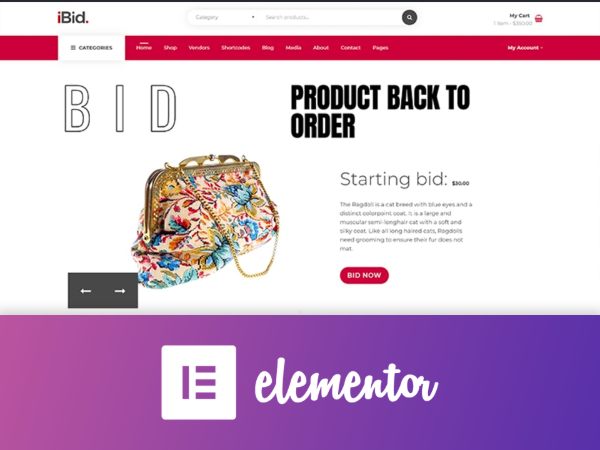 iBid.
Category
Search products...
My Cart
1 item - $350.00
CATEGORIES
Home Shop Vendors Shortcodes Blog Media About Contact Pages
My Account
BID
PRODUCT BACK TO
ORDER
Starting bid: $30.00
The Ragdoll is a cat breed with blue eyes and a
distinct colorpoint coat. It is a large and
muscular semi-longhair cat with a soft and
silky coat. Like all long haired cats, Ragdolls
need grooming to ensure their fur does not
mat.
BID NOW
elementor